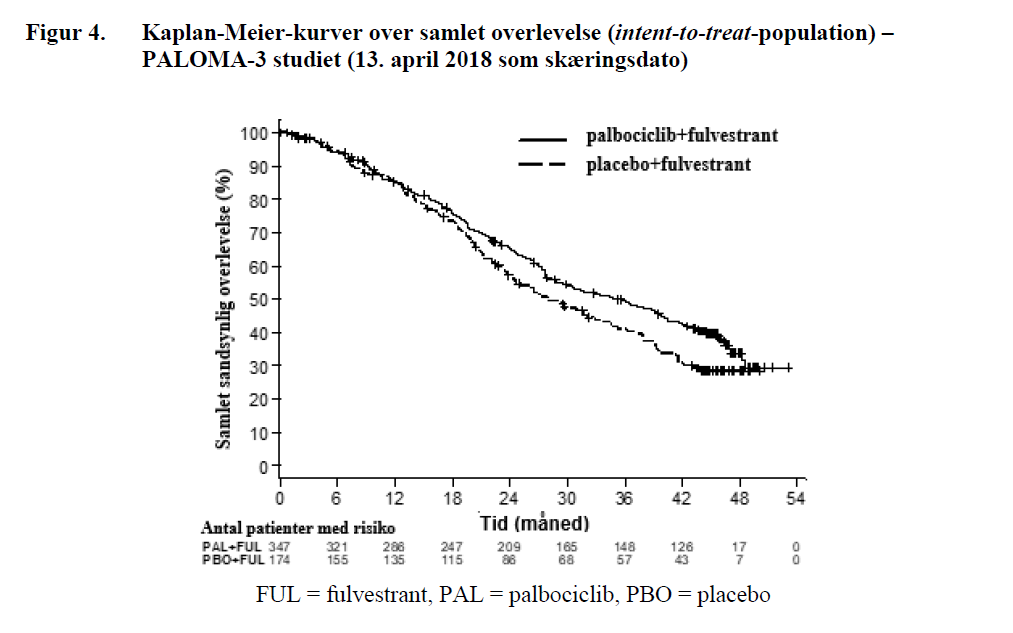 Figur 4. Kaplan-Meier-kurver over samlet overlevelse (intent-to-treat-population) –
PALOMA-3 studiet (13. april 2018 som skæringsdato)
palbociclib+fulvestrant
placebo+fulvestrant
Samlet sandsynlig overlevelse (%)
100
90
80
70
60
50
40
30
20
10
0
0 6 12 18 24 30 36 42 48 54
Tid (måned)
Antal patienter med risiko
PAL+FUL 347 321 286 247 209 165 148 126 17 0
PBO+FUL 174 155 135 115 86 68 57 43 7 0
FUL = fulvestrant, PAL = palbociclib, PBO = placebo